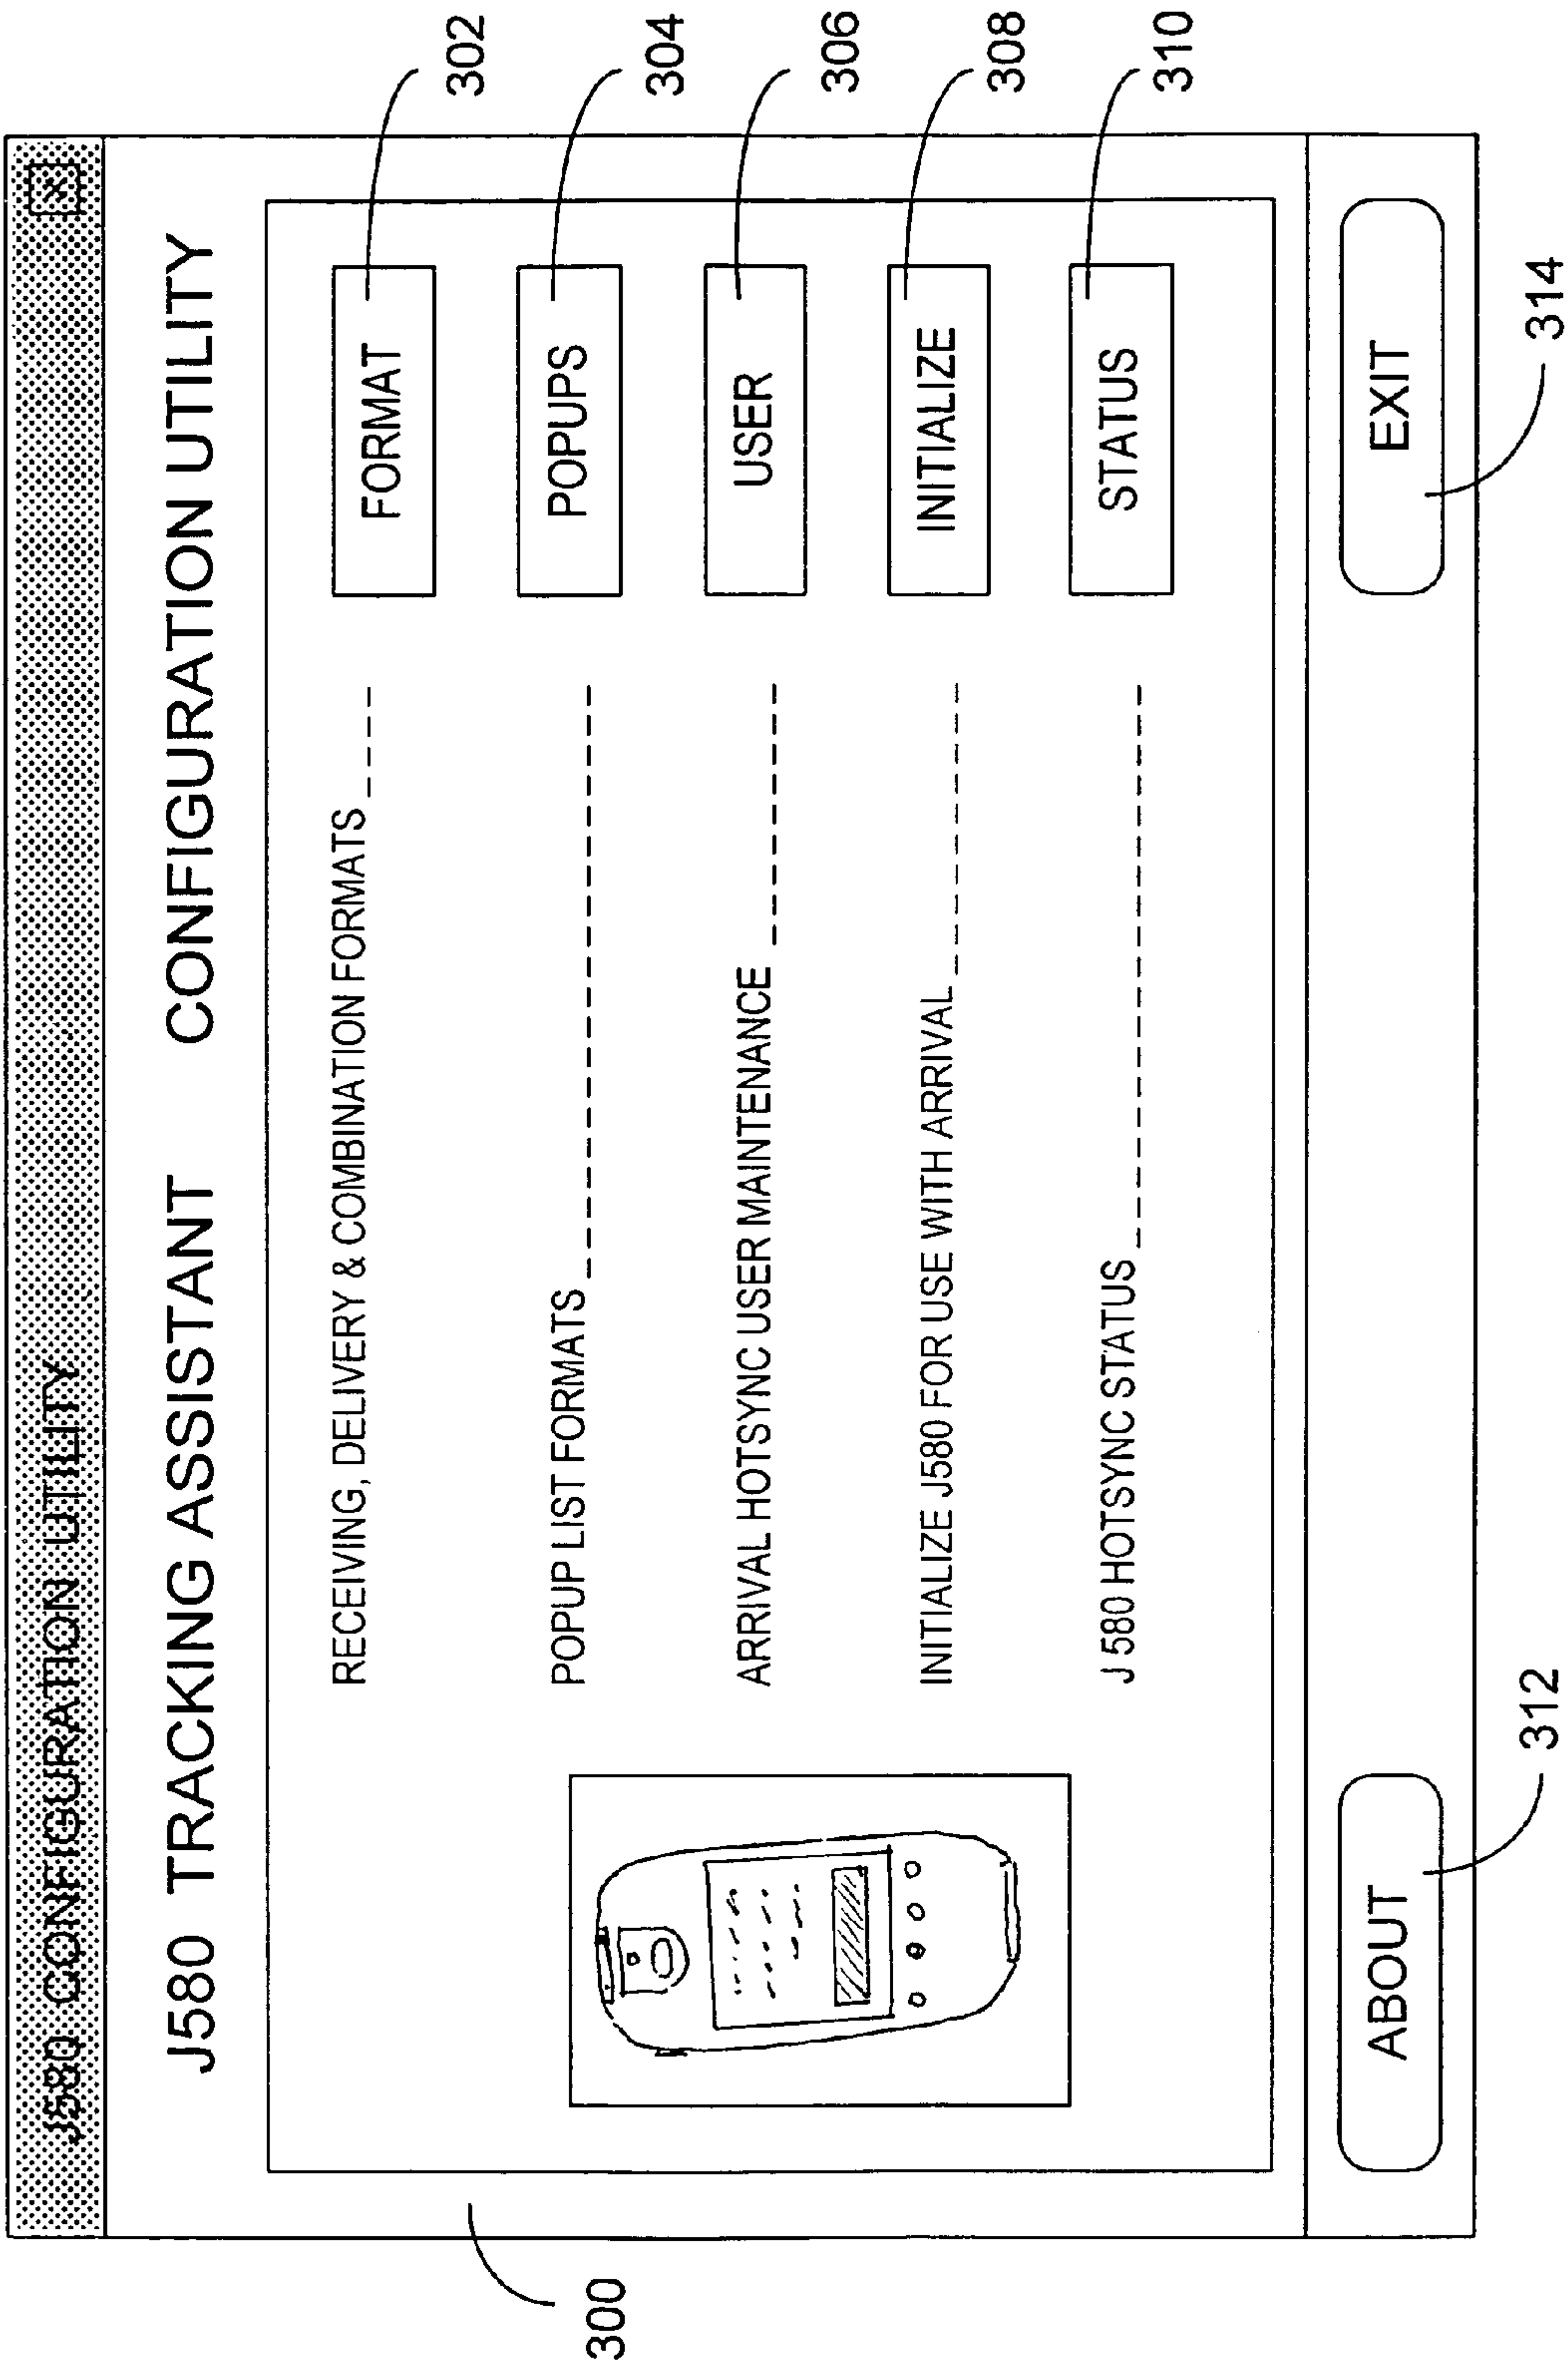 J580 CONFIGURATION UTILITY X
J580 TRACKING ASSISTANT CONFIGURATION UTILITY
RECEIVING, DELIVERY & COMBINATION FORMATS FORMAT 302
POPUP LIST FORMATS POPUPS 304
ARRIVAL HOTSYNC USER MAINTENANCE USER 306
INITIALIZE J580 FOR USE WITH ARRIVAL INITIALIZE 308
J 580 HOTSYNC STATUS STATUS 310
300
ABOUT EXIT
312 314